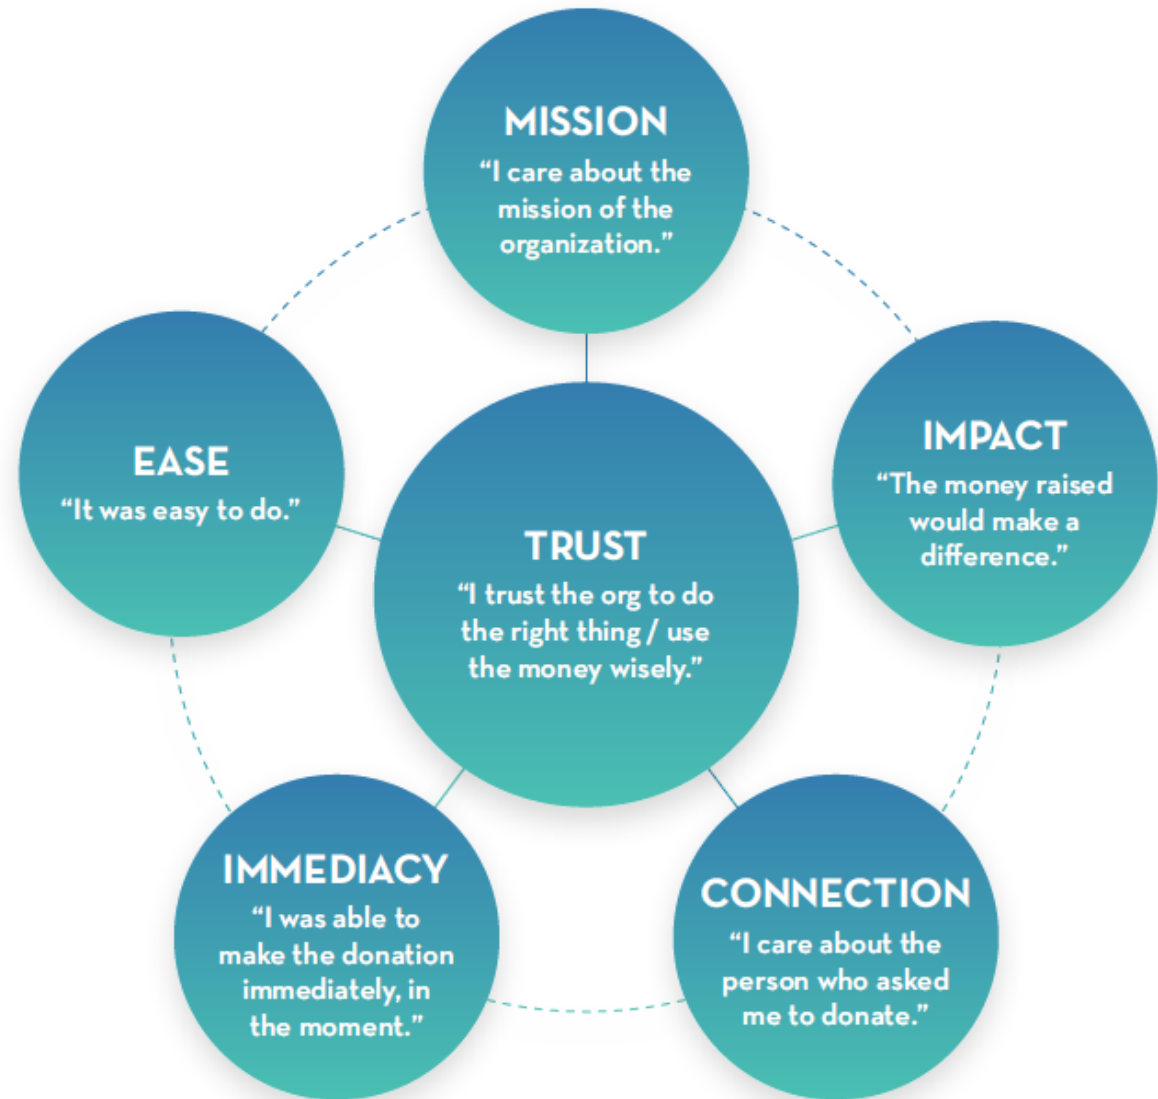 MISSION
“I care about the
mission of the
organization.”
EASE
“It was easy to do.”
IMPACT
“The money raised
would make a
difference.”
TRUST
“I trust the org to do
the right thing / use
the money wisely.”
IMMEDIACY
“I was able to
make the donation
immediately, in
the moment.”
CONNECTION
“I care about the
person who asked
me to donate.”